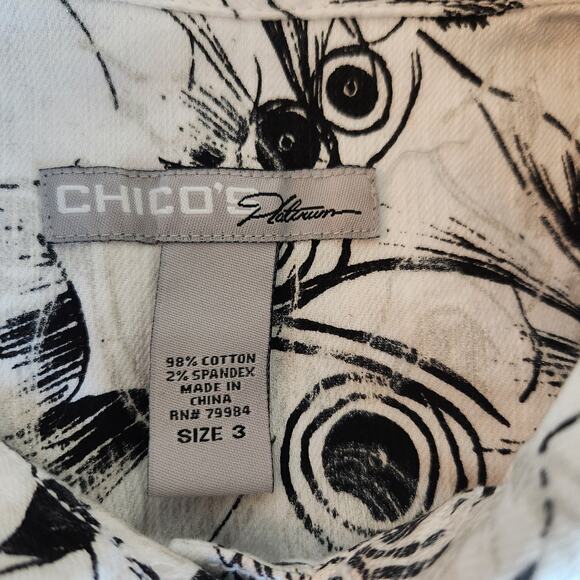 CHICO'S Platinum
98% COTTON
2% SPANDEX
MADE IN
CHINA
RN# 79984
SIZE 3